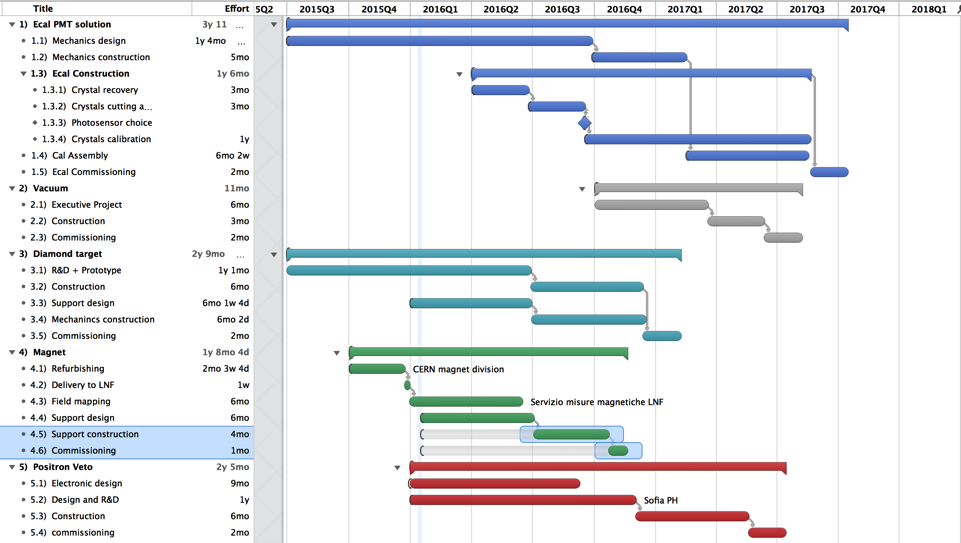 Title Effort 5Q2 2015Q3 2015Q4 2016Q1 2016Q2 2016Q3 2016Q4 2017Q1 2017Q2 2017Q3 2017Q4 2018Q1
1) Ecal PMT solution 3y 11 ...
1.1) Mechanics design 1y 4mo ...
1.2) Mechanics construction 5mo
1.3) Ecal Construction 1y 6mo
1.3.1) Crystal recovery 3mo
1.3.2) Crystals cutting a... 3mo
1.3.3) Photosensor choice
1.3.4) Crystals calibration 1y
1.4) Cal Assembly 6mo 2w
1.5) Ecal Commissioning 2mo
2) Vacuum 11mo
2.1) Executive Project 6mo
2.2) Construction 3mo
2.3) Commissioning 2mo
3) Diamond target 2y 9mo ...
3.1) R&D + Prototype 1y 1mo
3.2) Construction 6mo
3.3) Support design 6mo 1w 4d
3.4) Mechanincs construction 6mo 2d
3.5) Commissioning 2mo
4) Magnet 1y 8mo 4d
4.1) Refurbishing 2mo 3w 4d CERN magnet division
4.2) Delivery to LNF 1w
4.3) Field mapping 6mo Servizio misure magnetiche LNF
4.4) Support design 6mo
4.5) Support construction 4mo
4.6) Commissioning 1mo
5) Positron Veto 2y 5mo
5.1) Electronic design 9mo
5.2) Design and R&D 1y Sofia PH
5.3) Construction 6mo
5.4) commissioning 2mo